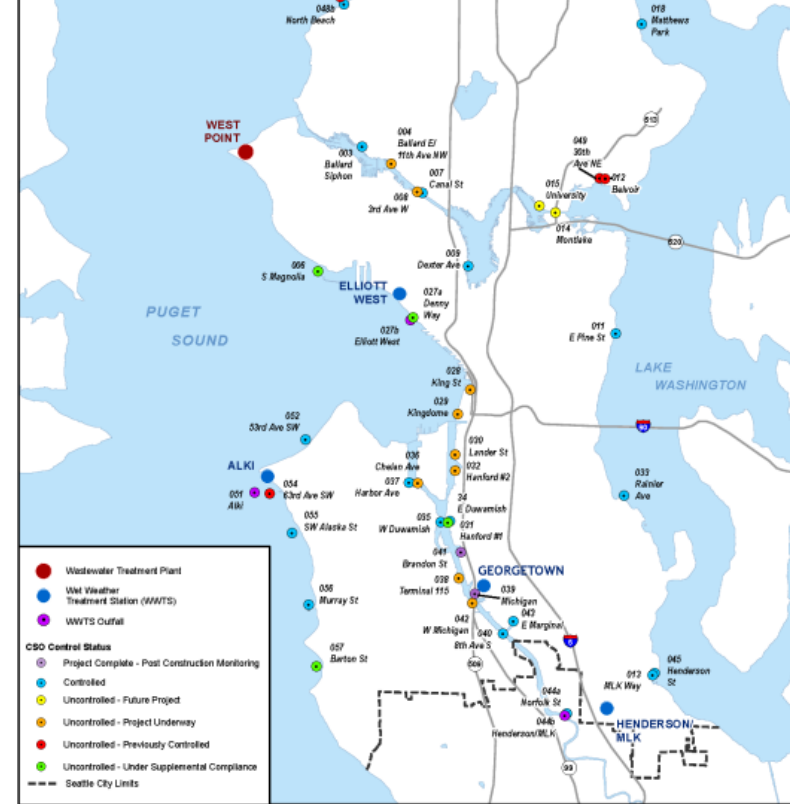 048b
North Beach
018
Matthews
Park
WEST
POINT
004
Ballard E/
11th Ave NW
003
Ballard
Siphon
007
Canal St
008
3rd Ave W
513
049
30th
Ave NE
012
Belvoir
015
University
014
Montlake
520
009
Dexter Ave
006
S Magnolia
ELLIOTT
WEST
027a
Denny
Way
027b
Elliott West
PUGET
SOUND
011
E Pine St
LAKE
WASHINGTON
028
King St
029
Kingdome
90
052
53rd Ave SW
030
Lander St
032
Hanford #2
036
Chelan Ave
037
Harbor Ave
ALKI
051
Alki
054
63rd Ave SW
033
Rainier
Ave
34
E Duwamish
035
W Duwamish
031
Hanford #1
055
SW Alaska St
041
Brandon St
GEORGETOWN
038
Terminal 115
039
Michigan
056
Murray St
042
W Michigan
043
E Marginal
040
8th Ave S
5
057
Barton St
509
013
MLK Way
045
Henderson
St
044a
Norfolk St
044b
Henderson/MLK
HENDERSON/
MLK
99
Wastewater Treatment Plant
Wet Weather
Treatment Station (WWTS)
WWTS Outfall
CSO Control Status
Project Complete - Post Construction Monitoring
Controlled
Uncontrolled - Future Project
Uncontrolled - Project Underway
Uncontrolled - Previously Controlled
Uncontrolled - Under Supplemental Compliance
Seattle City Limits